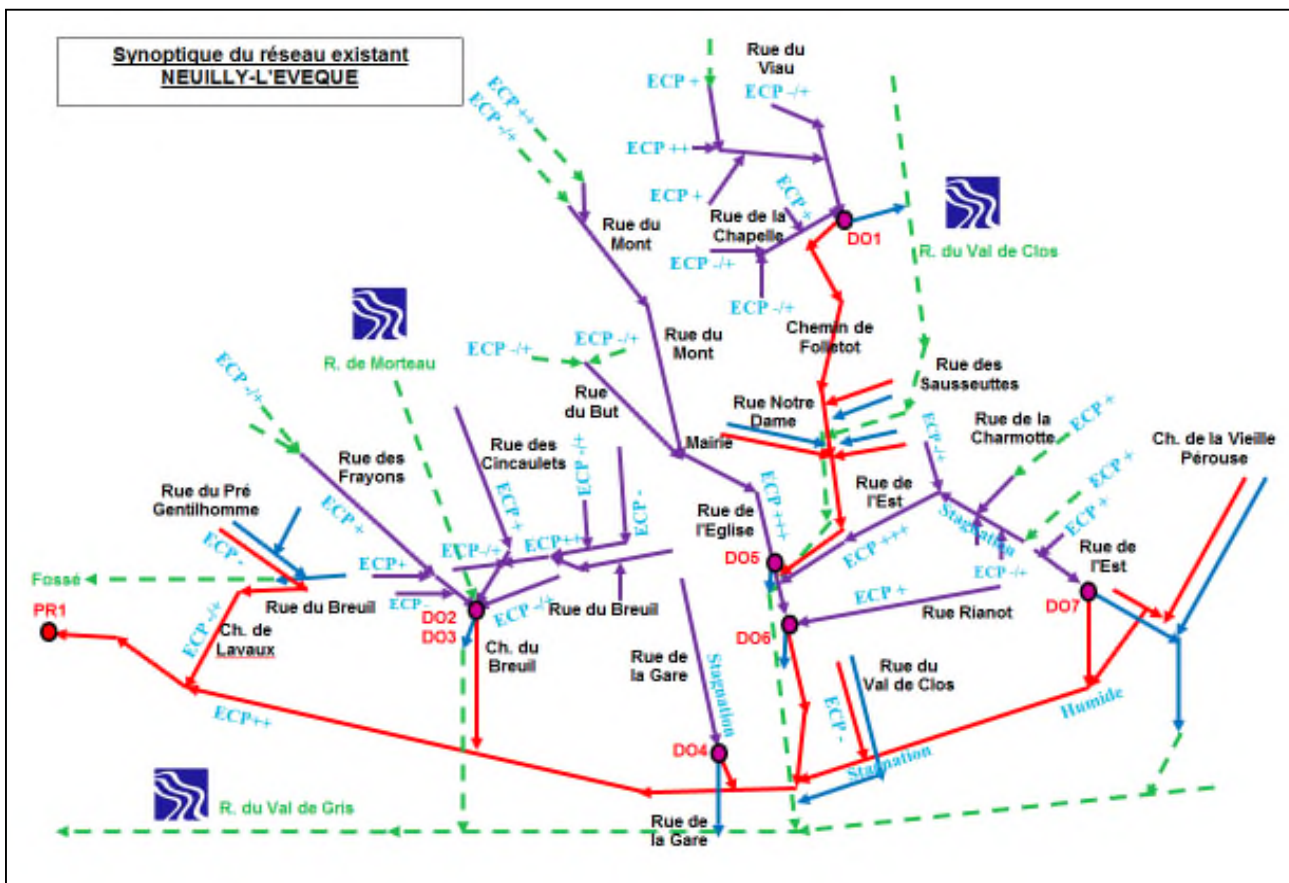 Synoptique du réseau existant
NEUILLY-L'EVEQUE
Rue du
Viau
ECP +
ECP -/+
ECP ++
ECP -/+
ECP ++
ECP +
ECP +
Rue de la
Chapelle
DO1
ECP -/+
ECP -/+
R. du Val de Clos
Rue du
Mont
Chemin de
Folletot
Rue du
Mont
ECP -/+
ECP -/+
R. de Morteau
Rue des
Sausseuttes
Rue
du But
Rue Notre
Dame
ECP -/+
Rue de la
Charmotte
ECP +
Ch. de la Vieille
Pérouse
Mairie
Rue des
Cincaulets
ECP -/+
ECP -
ECP -/+
Rue des
Frayons
Rue du Pré
Gentilhomme
ECP +
ECP +
ECP +++
Rue de
l'Est
Stagnation
ECP +
ECP +
Rue de
l'Eglise
ECP +++
ECP -
ECP+
ECP-/+
ECP++
DO5
Rue de
l'Est
ECP -/+
Fossé
ECP-
ECP -/+
Rue du Breuil
Rue du Breuil
ECP +
Rue Rianot
DO7
PR1
ECP -/+
Ch. de
Lavaux
DO2
DO3
Ch. du
Breuil
DO6
Rue de
la Gare
Stagnation
Rue du
Val de Clos
ECP -
Humide
ECP++
DO4
Stagnation
R. du Val de Gris
Rue de
la Gare